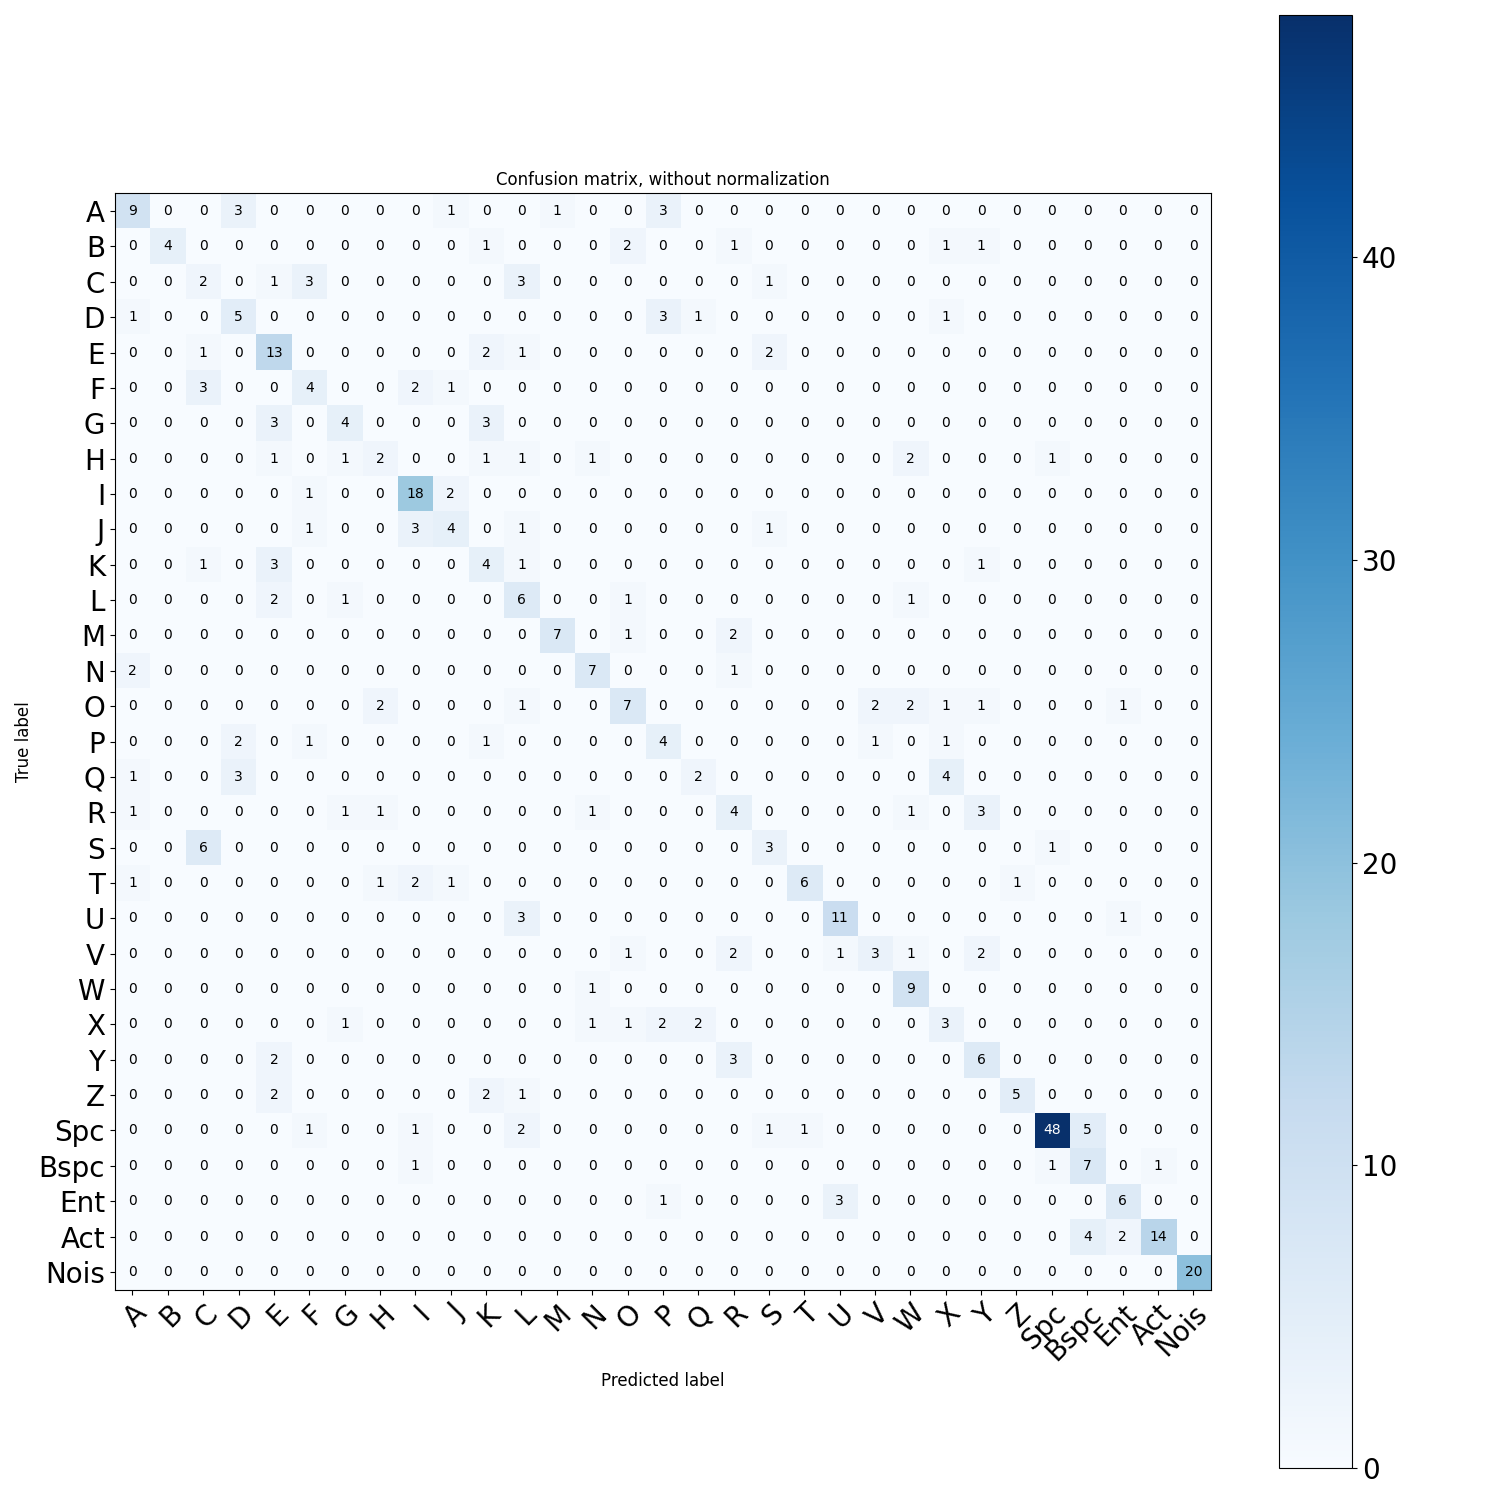 Confusion matrix, without normalization
A 9 0 0 3 0 0 0 0 0 1 0 0 1 0 0 3 0 0 0 0 0 0 0 0 0 0 0 0 0 0 0
B 0 4 0 0 0 0 0 0 0 0 1 0 0 0 2 0 0 1 0 0 0 0 0 1 1 0 0 0 0 0 0
C 0 0 2 0 1 3 0 0 0 0 0 3 0 0 0 0 0 0 1 0 0 0 0 0 0 0 0 0 0 0 0
D 1 0 0 5 0 0 0 0 0 0 0 0 0 0 0 3 1 0 0 0 0 0 0 1 0 0 0 0 0 0 0
E 0 0 1 0 13 0 0 0 0 0 2 1 0 0 0 0 0 0 2 0 0 0 0 0 0 0 0 0 0 0 0
F 0 0 3 0 0 4 0 0 2 1 0 0 0 0 0 0 0 0 0 0 0 0 0 0 0 0 0 0 0 0 0
G 0 0 0 0 3 0 4 0 0 0 3 0 0 0 0 0 0 0 0 0 0 0 0 0 0 0 0 0 0 0 0
H 0 0 0 0 1 0 1 2 0 0 1 1 0 1 0 0 0 0 0 0 0 0 2 0 0 0 1 0 0 0 0
I 0 0 0 0 0 1 0 0 18 2 0 0 0 0 0 0 0 0 0 0 0 0 0 0 0 0 0 0 0 0 0
J 0 0 0 0 0 1 0 0 3 4 0 1 0 0 0 0 0 0 1 0 0 0 0 0 0 0 0 0 0 0 0
K 0 0 1 0 3 0 0 0 0 0 4 1 0 0 0 0 0 0 0 0 0 0 0 0 1 0 0 0 0 0 0
L 0 0 0 0 2 0 1 0 0 0 0 6 0 0 1 0 0 0 0 0 0 0 1 0 0 0 0 0 0 0 0
M 0 0 0 0 0 0 0 0 0 0 0 0 7 0 1 0 0 2 0 0 0 0 0 0 0 0 0 0 0 0 0
N 2 0 0 0 0 0 0 0 0 0 0 0 0 7 0 0 0 1 0 0 0 0 0 0 0 0 0 0 0 0 0
O 0 0 0 0 0 0 0 2 0 0 0 1 0 0 7 0 0 0 0 0 0 2 2 1 1 0 0 0 1 0 0
P 0 0 0 2 0 1 0 0 0 0 1 0 0 0 0 4 0 0 0 0 0 1 0 1 0 0 0 0 0 0 0
Q 1 0 0 3 0 0 0 0 0 0 0 0 0 0 0 0 2 0 0 0 0 0 0 4 0 0 0 0 0 0 0
R 1 0 0 0 0 0 1 1 0 0 0 0 0 1 0 0 0 4 0 0 0 0 1 0 3 0 0 0 0 0 0
S 0 0 6 0 0 0 0 0 0 0 0 0 0 0 0 0 0 0 3 0 0 0 0 0 0 0 1 0 0 0 0
T 1 0 0 0 0 0 0 1 2 1 0 0 0 0 0 0 0 0 0 6 0 0 0 0 0 1 0 0 0 0 0
U 0 0 0 0 0 0 0 0 0 0 0 3 0 0 0 0 0 0 0 0 11 0 0 0 0 0 0 0 1 0 0
V 0 0 0 0 0 0 0 0 0 0 0 0 0 0 1 0 0 2 0 0 1 3 1 0 2 0 0 0 0 0 0
W 0 0 0 0 0 0 0 0 0 0 0 0 0 1 0 0 0 0 0 0 0 0 9 0 0 0 0 0 0 0 0
X 0 0 0 0 0 0 1 0 0 0 0 0 0 1 1 2 2 0 0 0 0 0 0 3 0 0 0 0 0 0 0
Y 0 0 0 0 2 0 0 0 0 0 0 0 0 0 0 0 0 3 0 0 0 0 0 0 6 0 0 0 0 0 0
Z 0 0 0 0 2 0 0 0 0 0 2 1 0 0 0 0 0 0 0 0 0 0 0 0 0 5 0 0 0 0 0
Spc 0 0 0 0 0 1 0 0 1 0 0 2 0 0 0 0 0 0 1 1 0 0 0 0 0 0 48 5 0 0 0
Bspc 0 0 0 0 0 0 0 0 1 0 0 0 0 0 0 0 0 0 0 0 0 0 0 0 0 0 1 7 0 1 0
Ent 0 0 0 0 0 0 0 0 0 0 0 0 0 0 0 1 0 0 0 0 3 0 0 0 0 0 0 0 6 0 0
Act 0 0 0 0 0 0 0 0 0 0 0 0 0 0 0 0 0 0 0 0 0 0 0 0 0 0 0 4 2 14 0
Nois 0 0 0 0 0 0 0 0 0 0 0 0 0 0 0 0 0 0 0 0 0 0 0 0 0 0 0 0 0 0 20
A B C D E F G H I J K L M N O P Q R S T U V W X Y Z Spc Bspc Ent Act Nois
Predicted label
True label
40
30
20
10
0